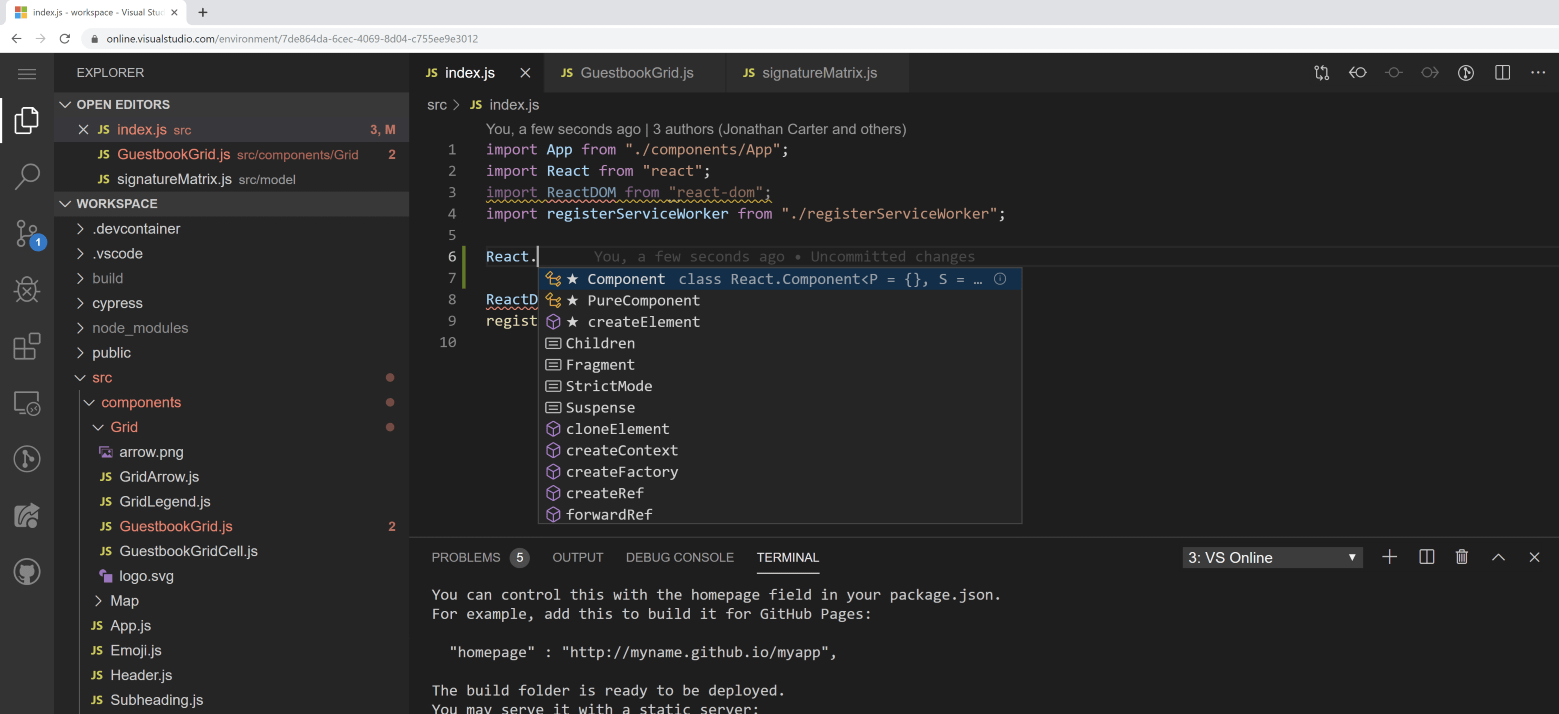 index.js - workspace - Visual Stud
online.visualstudio.com/environment/7de864da-6cec-4069-8d04-c755ee9e3012
EXPLORER
OPEN EDITORS
JS index.js src 3, M
JS GuestbookGrid.js src/components/Grid 2
JS signatureMatrix.js src/model
WORKSPACE
.devcontainer
.vscode
build
cypress
node_modules
public
src
components
Grid
arrow.png
JS GridArrow.js
JS GridLegend.js
JS GuestbookGrid.js 2
JS GuestbookGridCell.js
logo.svg
Map
JS App.js
JS Emoji.js
JS Header.js
JS Subheading.js
1
JS index.js
JS GuestbookGrid.js
JS signatureMatrix.js
src > JS index.js
You, a few seconds ago | 3 authors (Jonathan Carter and others)
1 import App from "./components/App";
2 import React from "react";
3 import ReactDOM from "react-dom";
4 import registerServiceWorker from "./registerServiceWorker";
5
6 React. You, a few seconds ago • Uncommitted changes
7
8 ReactD
9 regist
10
★ Component class React.Component<P = {}, S = …
★ PureComponent
★ createElement
Children
Fragment
StrictMode
Suspense
cloneElement
createContext
createFactory
createRef
forwardRef
PROBLEMS 5 OUTPUT DEBUG CONSOLE TERMINAL 3: VS Online
You can control this with the homepage field in your package.json.
For example, add this to build it for GitHub Pages:
"homepage" : "http://myname.github.io/myapp",
The build folder is ready to be deployed.
You may serve it with a static server: